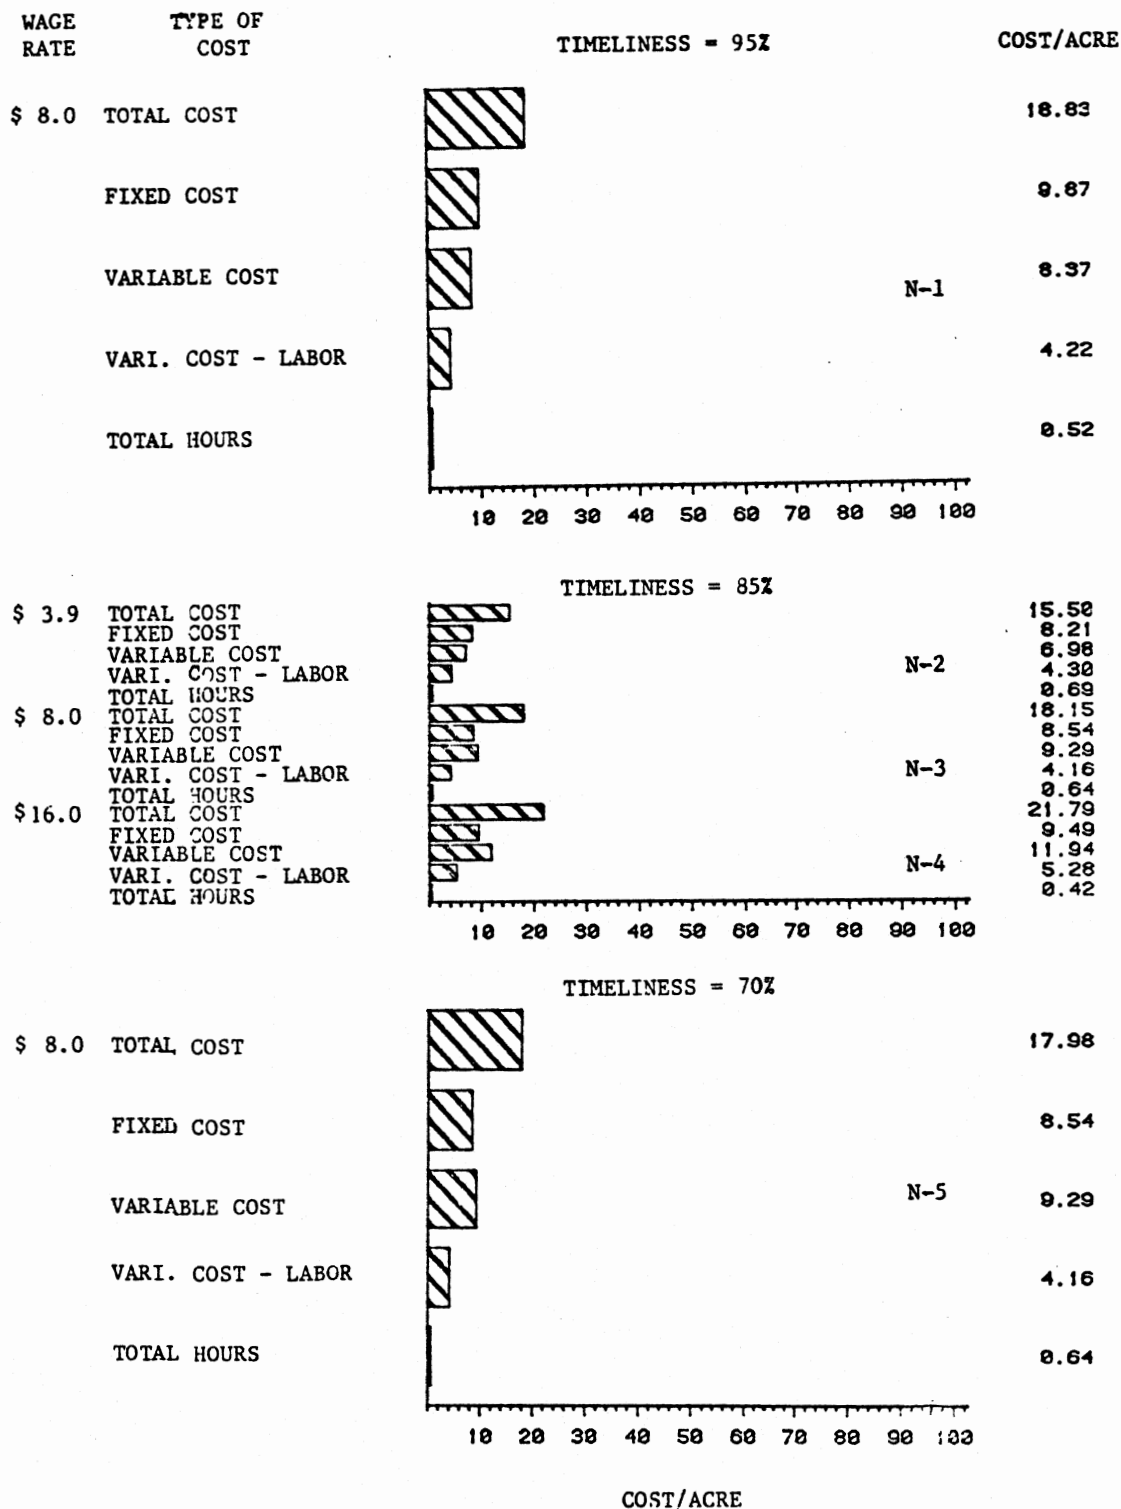 WAGE TYPE OF
RATE COST TIMELINESS = 95% COST/ACRE
$ 8.0 TOTAL COST 18.83
FIXED COST 9.87
VARIABLE COST 8.37
N-1
VARI. COST - LABOR 4.22
TOTAL HOURS 0.52
10 20 30 40 50 60 70 80 90 100
TIMELINESS = 85%
$ 3.9 TOTAL COST 15.50
FIXED COST 8.21
VARIABLE COST 6.98
N-2
VARI. COST - LABOR 4.30
TOTAL HOURS 0.69
$ 8.0 TOTAL COST 18.15
FIXED COST 8.54
VARIABLE COST 9.29
VARI. COST - LABOR N-3 4.16
TOTAL HOURS 0.64
$16.0 TOTAL COST 21.79
FIXED COST 9.49
VARIABLE COST 11.94
N-4
VARI. COST - LABOR 5.28
TOTAL HOURS 0.42
10 20 30 40 50 60 70 80 90 100
TIMELINESS = 70%
$ 8.0 TOTAL COST 17.98
FIXED COST 8.54
VARIABLE COST N-5 9.29
VARI. COST - LABOR 4.16
TOTAL HOURS 0.64
10 20 30 40 50 60 70 80 90 100
COST/ACRE